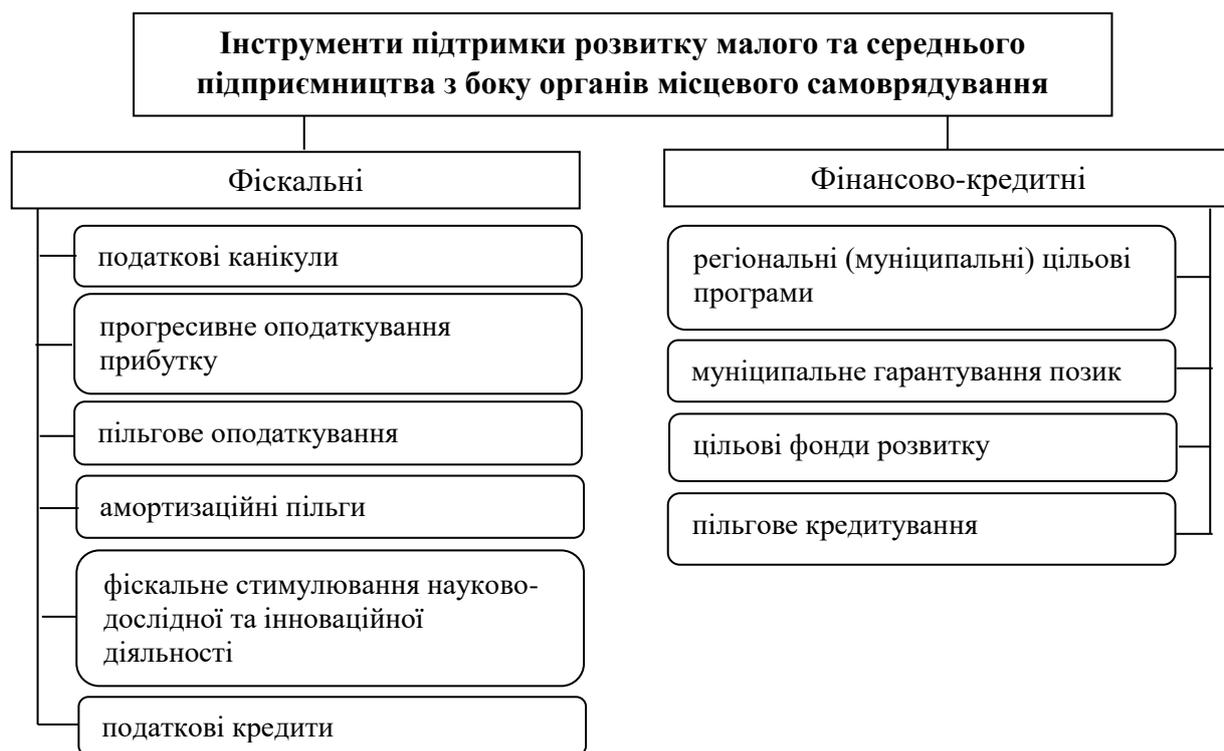 Інструменти підтримки розвитку малого та середнього
підприємництва з боку органів місцевого самоврядування
Фіскальні
податкові канікули
прогресивне оподаткування
прибутку
пільгове оподаткування
амортизаційні пільги
фіскальне стимулювання науково-
дослідної та інноваційної
діяльності
податкові кредити
Фінансово-кредитні
регіональні (муніципальні) цільові
програми
муніципальне гарантування позик
цільові фонди розвитку
пільгове кредитування